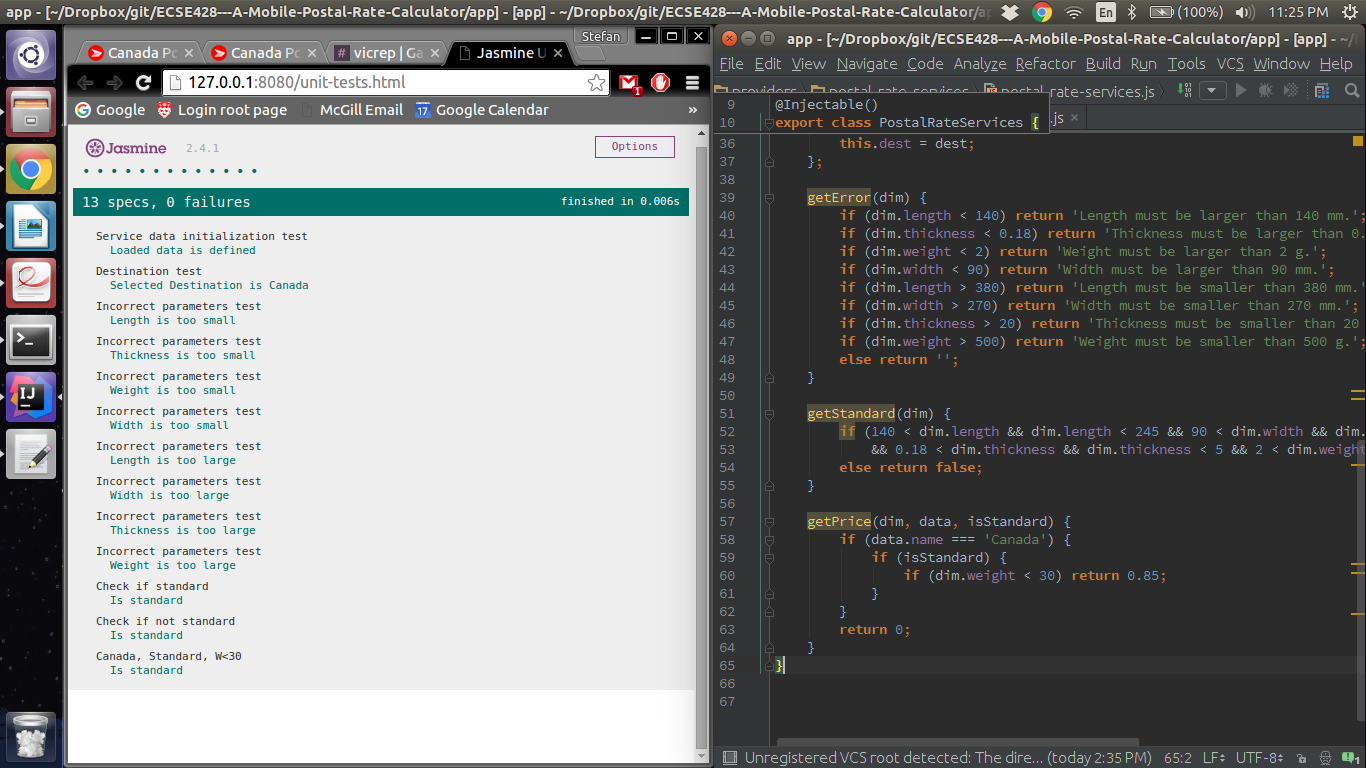 app - [~/Dropbox/git/ECSE428---A-Mobile-Postal-Rate-Calculator/app] - [app] - ~/Dropbox/git/ECSE428---A-Mobile-Postal-Rate-Calculator/
En (100%) 11:25 PM
Stefan
Canada Po
Canada Po
vicrep | Ga
Jasmine U
127.0.0.1:8080/unit-tests.html
1
Google
Login root page
McGill Email
17 Google Calendar
»
Jasmine 2.4.1
Options
• • • • • • • • • • • • •
13 specs, 0 failures
finished in 0.006s
Service data initialization test
Loaded data is defined
Destination test
Selected Destination is Canada
Incorrect parameters test
Length is too small
Incorrect parameters test
Thickness is too small
Incorrect parameters test
Weight is too small
Incorrect parameters test
Width is too small
Incorrect parameters test
Length is too large
Incorrect parameters test
Width is too large
Incorrect parameters test
Thickness is too large
Incorrect parameters test
Weight is too large
Check if standard
Is standard
Check if not standard
Is standard
Canada, Standard, W<30
Is standard
app - [~/Dropbox/git/ECSE428---A-Mobile-Postal-Rate-Calculator/app] - [app] -
File Edit View Navigate Code Analyze Refactor Build Run Tools VCS Window Help
providers postal-rate-services postal-rate-services.js
.js
9 @Injectable()
10 export class PostalRateServices {
36 this.dest = dest;
37 };
38
39 getError(dim) {
40 if (dim.length < 140) return 'Length must be larger than 140 mm.';
41 if (dim.thickness < 0.18) return 'Thickness must be larger than 0.
42 if (dim.weight < 2) return 'Weight must be larger than 2 g.';
43 if (dim.width < 90) return 'Width must be larger than 90 mm.';
44 if (dim.length > 380) return 'Length must be smaller than 380 mm.'
45 if (dim.width > 270) return 'Width must be smaller than 270 mm.';
46 if (dim.thickness > 20) return 'Thickness must be smaller than 20
47 if (dim.weight > 500) return 'Weight must be smaller than 500 g.';
48 else return '';
49 }
50
51 getStandard(dim) {
52 if (140 < dim.length && dim.length < 245 && 90 < dim.width && dim.
53 && 0.18 < dim.thickness && dim.thickness < 5 && 2 < dim.weight
54 else return false;
55 }
56
57 getPrice(dim, data, isStandard) {
58 if (data.name === 'Canada') {
59 if (isStandard) {
60 if (dim.weight < 30) return 0.85;
61 }
62 }
63 return 0;
64 }
65 }
66
67
Unregistered VCS root detected: The dire... (today 2:35 PM) 65:2 LF UTF-8 1